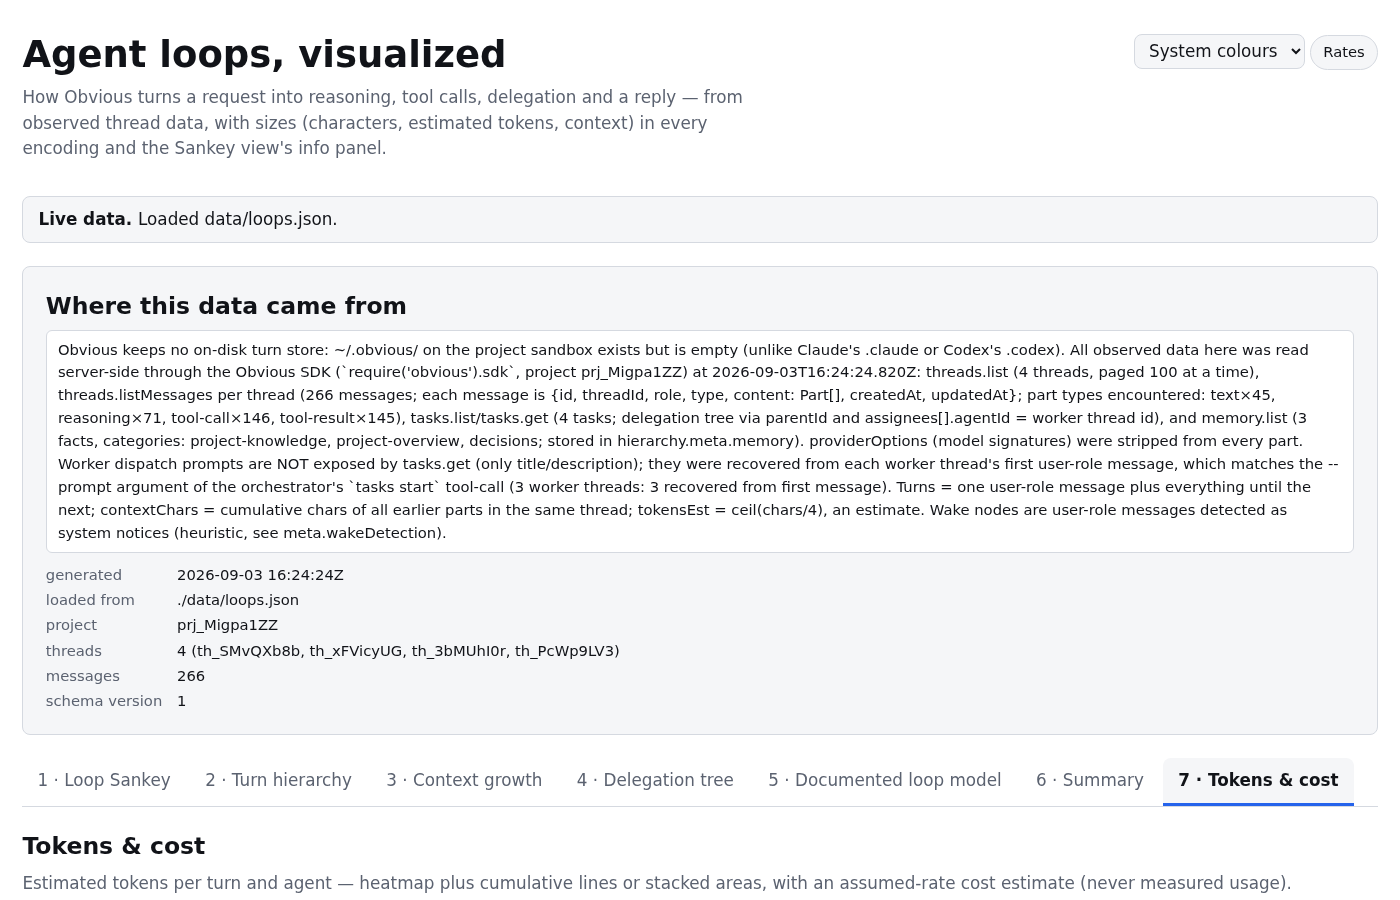 Agent loops, visualized
System colours
Rates
How Obvious turns a request into reasoning, tool calls, delegation and a reply — from
observed thread data, with sizes (characters, estimated tokens, context) in every
encoding and the Sankey view's info panel.
Live data. Loaded data/loops.json.
Where this data came from
Obvious keeps no on-disk turn store: ~/.obvious/ on the project sandbox exists but is empty (unlike Claude's .claude or Codex's .codex). All observed data here was read
server-side through the Obvious SDK (`require('obvious').sdk`, project prj_Migpa1ZZ) at 2026-09-03T16:24:24.820Z: threads.list (4 threads, paged 100 at a time),
threads.listMessages per thread (266 messages; each message is {id, threadId, role, type, content: Part[], createdAt, updatedAt}; part types encountered: text×45,
reasoning×71, tool-call×146, tool-result×145), tasks.list/tasks.get (4 tasks; delegation tree via parentId and assignees[].agentId = worker thread id), and memory.list (3
facts, categories: project-knowledge, project-overview, decisions; stored in hierarchy.meta.memory). providerOptions (model signatures) were stripped from every part.
Worker dispatch prompts are NOT exposed by tasks.get (only title/description); they were recovered from each worker thread's first user-role message, which matches the --
prompt argument of the orchestrator's `tasks start` tool-call (3 worker threads: 3 recovered from first message). Turns = one user-role message plus everything until the
next; contextChars = cumulative chars of all earlier parts in the same thread; tokensEst = ceil(chars/4), an estimate. Wake nodes are user-role messages detected as
system notices (heuristic, see meta.wakeDetection).
generated 2026-09-03 16:24:24Z
loaded from ./data/loops.json
project prj_Migpa1ZZ
threads 4 (th_SMvQXb8b, th_xFVicyUG, th_3bMUhI0r, th_PcWp9LV3)
messages 266
schema version 1
1 · Loop Sankey 2 · Turn hierarchy 3 · Context growth 4 · Delegation tree 5 · Documented loop model 6 · Summary 7 · Tokens & cost
Tokens & cost
Estimated tokens per turn and agent — heatmap plus cumulative lines or stacked areas, with an assumed-rate cost estimate (never measured usage).